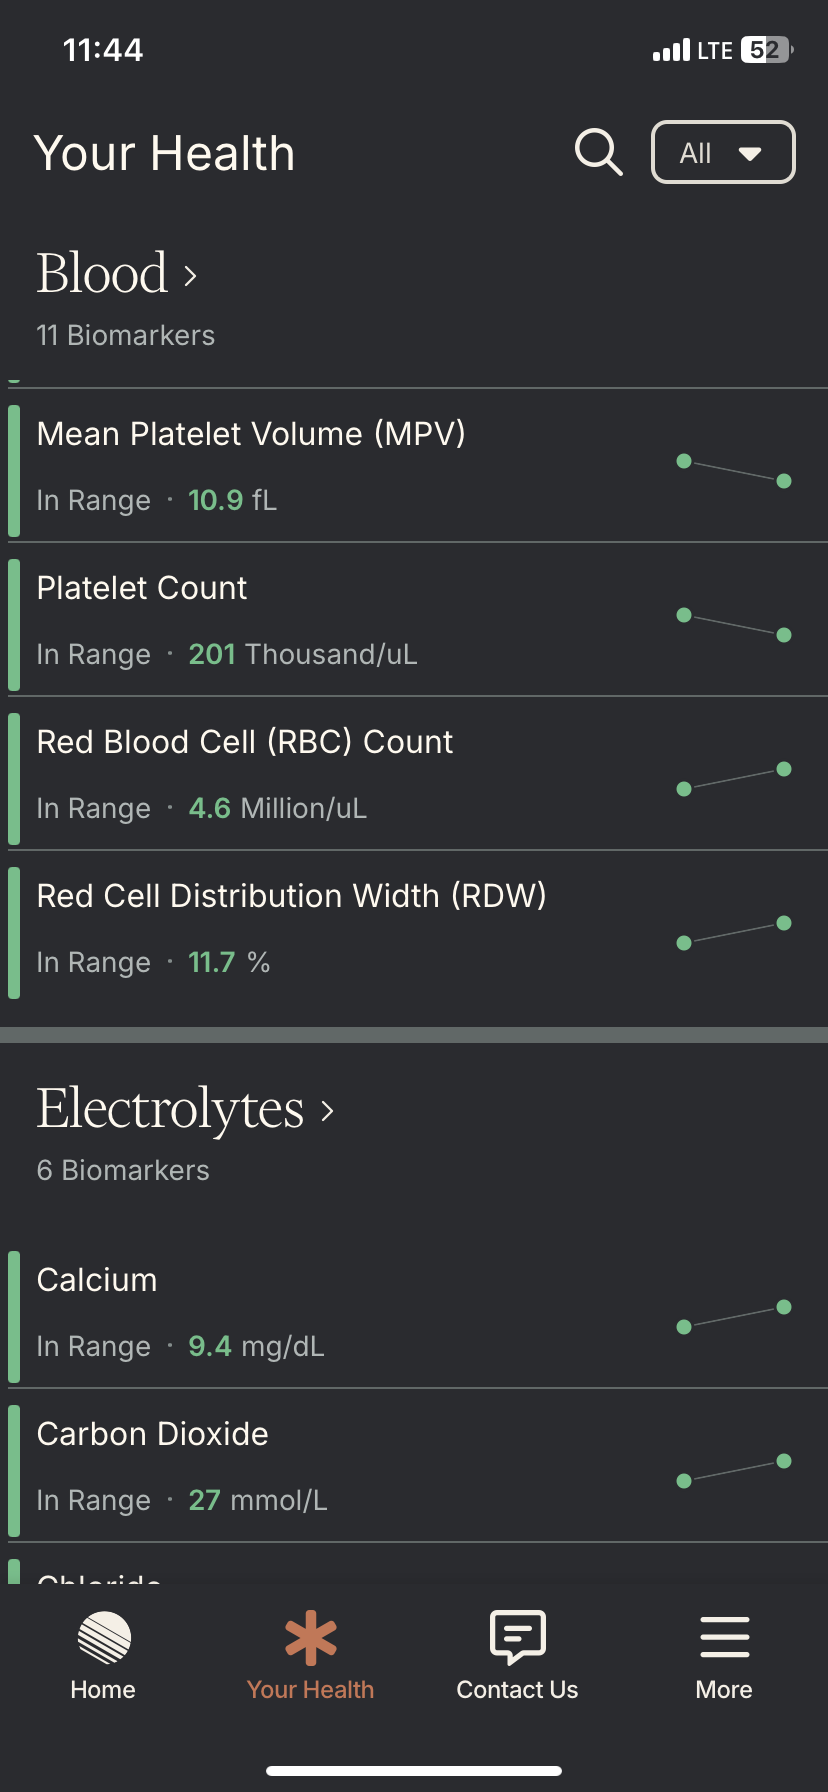 11:44
LTE 52
Your Health
All
Blood >
11 Biomarkers
Mean Platelet Volume (MPV)
In Range · 10.9 fL
Platelet Count
In Range · 201 Thousand/uL
Red Blood Cell (RBC) Count
In Range · 4.6 Million/uL
Red Cell Distribution Width (RDW)
In Range · 11.7 %
Electrolytes >
6 Biomarkers
Calcium
In Range · 9.4 mg/dL
Carbon Dioxide
In Range · 27 mmol/L
Chloride
Home
Your Health
Contact Us
More